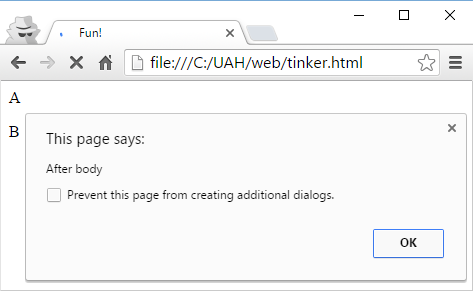 Fun!
file:///C:/UAH/web/tinker.html
A
B
This page says:
After body
Prevent this page from creating additional dialogs.
OK